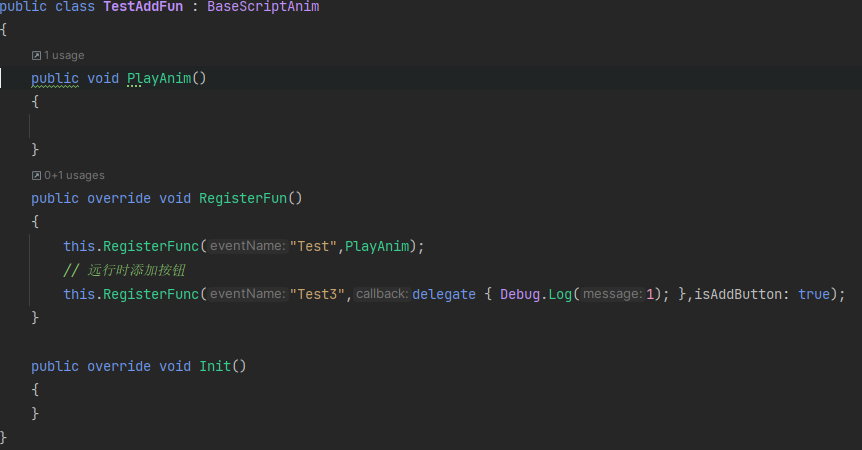 public class TestAddFun : BaseScriptAnim
{
1 usage
public void PlayAnim()
{
}
0+1 usages
public override void RegisterFun()
{
this.RegisterFunc(eventName:"Test",PlayAnim);
// 远行时添加按钮
this.RegisterFunc(eventName:"Test3",callback:delegate { Debug.Log(message:1); },isAddButton: true);
}
public override void Init()
{
}
}